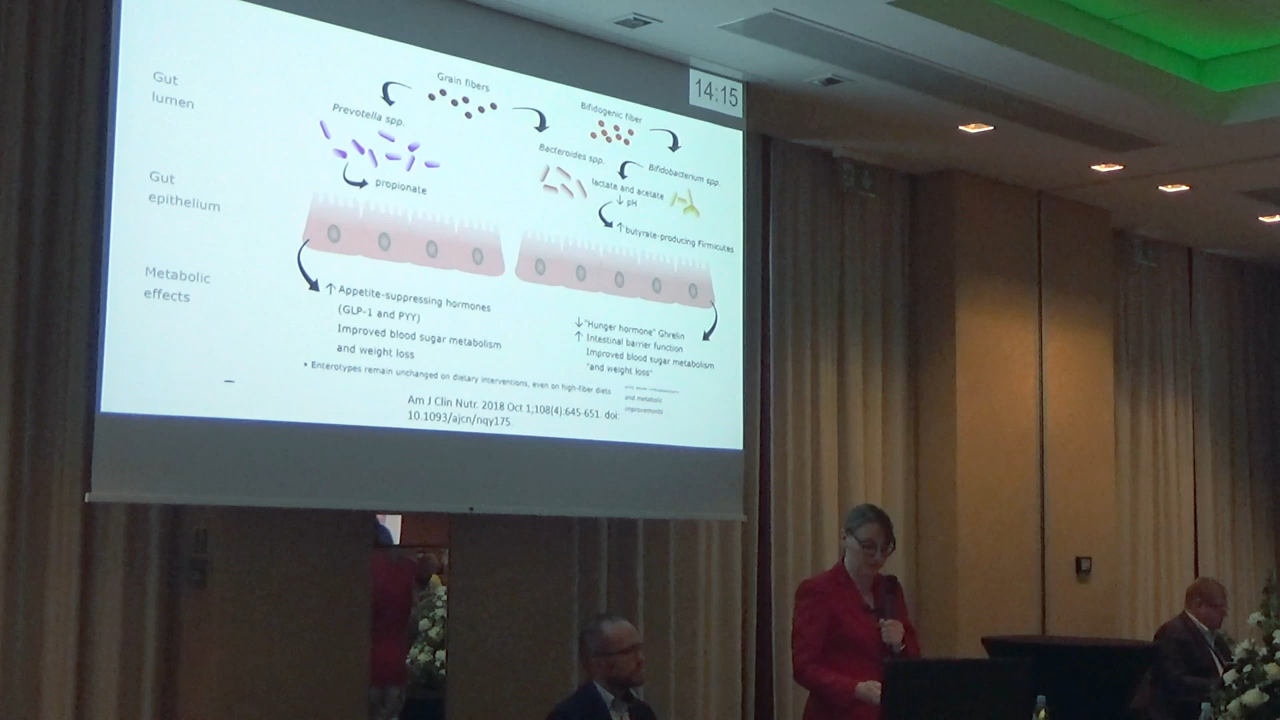 14:15
Gut
lumen
Grain fibers
Bifidogenic fiber
Prevotella spp.
Bacteroides spp.
Bifidobacterium spp.
propionate
lactate and acetate
↓ pH
↑ butyrate-producing Firmicutes
Gut
epithelium
Metabolic
effects
↑ Appetite-suppressing hormones
(GLP-1 and PYY)
Improved blood sugar metabolism
and weight loss
↓ "Hunger hormone" Ghrelin
↑ Intestinal barrier function
Improved blood sugar metabolism
"and weight loss"
* Enterotypes remain unchanged on dietary interventions, even on high-fiber diets
and metabolic
improvements
Am J Clin Nutr. 2018 Oct 1;108(4):645-651. doi:
10.1093/ajcn/nqy175.